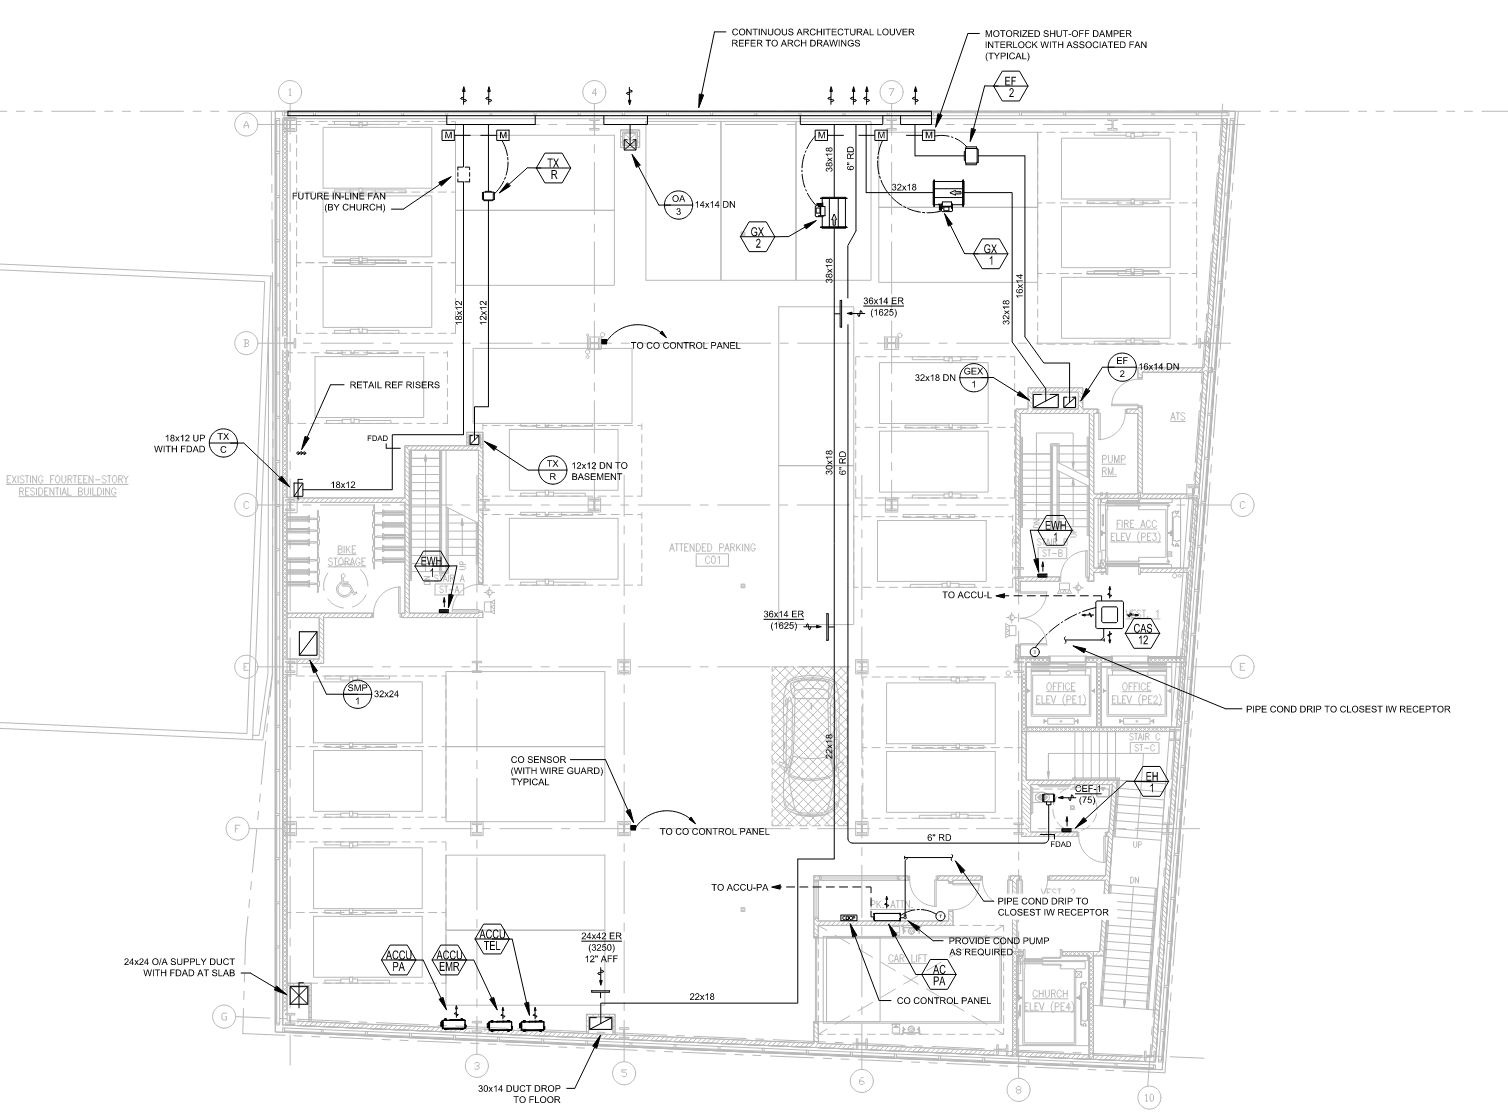 CONTINUOUS ARCHITECTURAL LOUVER
REFER TO ARCH DRAWINGS
MOTORIZED SHUT-OFF DAMPER
INTERLOCK WITH ASSOCIATED FAN
(TYPICAL)
EF
2
1
4
7
A
M
M
M
M
M
TX
R
FUTURE IN-LINE FAN
(BY CHURCH)
OA
3
14x14 DN
38x18
6" RD
32x18
GX
2
GX
1
38x18
16x14
18x12
12x12
32x18
36x14 ER
(1625)
B
TO CO CONTROL PANEL
RETAIL REF RISERS
GEX
1
32x18 DN
EF
2
16x14 DN
ATS
18x12 UP
WITH FDAD
TX
C
FDAD
TX
R
12x12 DN TO
BASEMENT
30x18
6" RD
PUMP
RM.
EXISTING FOURTEEN-STORY
RESIDENTIAL BUILDING
18x12
C
C
FIRE ACC
ELEV (PE3)
EWH
1
ST-B
BIKE
STORAGE
EWH
1
STAIR A
ST-A
UP
ATTENDED PARKING
C01
TO ACCU-L
36x14 ER
(1625)
VEST. 1
CAS
12
T
E
E
OFFICE
ELEV (PE1)
OFFICE
ELEV (PE2)
SMP
1
32x24
PIPE COND DRIP TO CLOSEST IW RECEPTOR
STAIR C
ST-C
22x18
CO SENSOR
(WITH WIRE GUARD)
TYPICAL
EH
1
CEF-1
(75)
F
TO CO CONTROL PANEL
6" RD
FDAD
UP
DN
TO ACCU-PA
VEST. 2
PIPE COND DRIP TO
CLOSEST IW RECEPTOR
PK. ATTN.
T
COCP
24x42 ER
(3250)
12" AFF
ACCU
TEL
ACCU
PA
ACCU
EMR
PROVIDE COND PUMP
AS REQUIRED
CAR LIFT
AC
PA
24x24 O/A SUPPLY DUCT
WITH FDAD AT SLAB
22x18
CO CONTROL PANEL
CHURCH
ELEV (PE4)
G
3
5
6
8
10
30x14 DUCT DROP
TO FLOOR